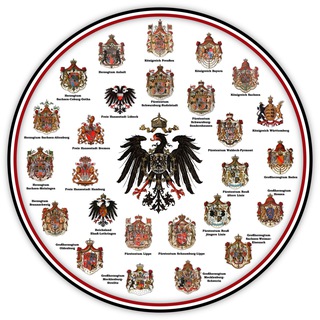 Königreich Preußen
Königreich Bayern
Herzogtum Anhalt
Königreich Sachsen
Herzogtum
Sachsen-Coburg-Gotha
Fürstentum
Schwarzburg-Rudolstadt
Freie Hansestadt Lübeck
Fürstentum
Schwarzburg
Sondershausen
Königreich Württemberg
Herzogtum Sachsen-Altenburg
Freie Hansestadt Bremen
Fürstentum Waldeck-Pyrmont
Großherzogtum Baden
Herzogtum
Sachsen-Meiningen
Freie Hansestadt Hamburg
Fürstentum Reuß
ältere Linie
Großherzogtum
Hessen
Herzogtum
Braunschweig
Reichsland
Elsaß-Lothringen
Fürstentum Reuß
jüngere Linie
Großherzogtum
Sachsen-Weimar
Eisenach
Großherzogtum
Oldenburg
Fürstentum Lippe
Fürstentum Schaumburg-Lippe
Großherzogtum
Mecklenburg-
Strelitz
Großherzogtum
Mecklenburg-
Schwerin